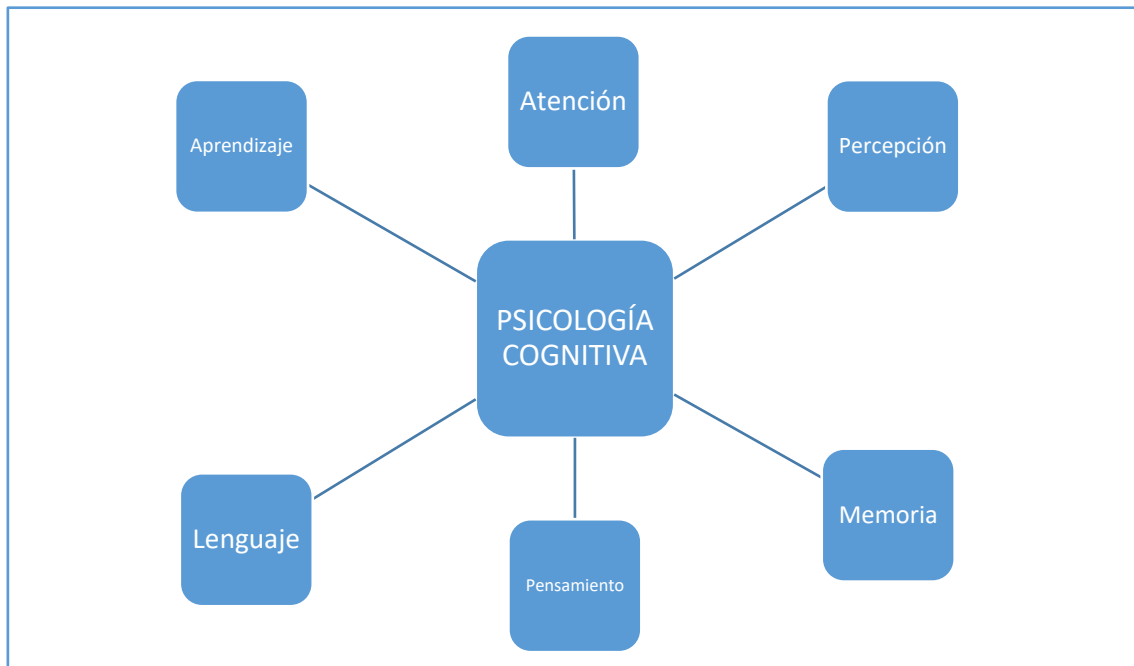 Atención
Aprendizaje
Percepción
PSICOLOGÍA
COGNITIVA
Memoria
Lenguaje
Pensamiento